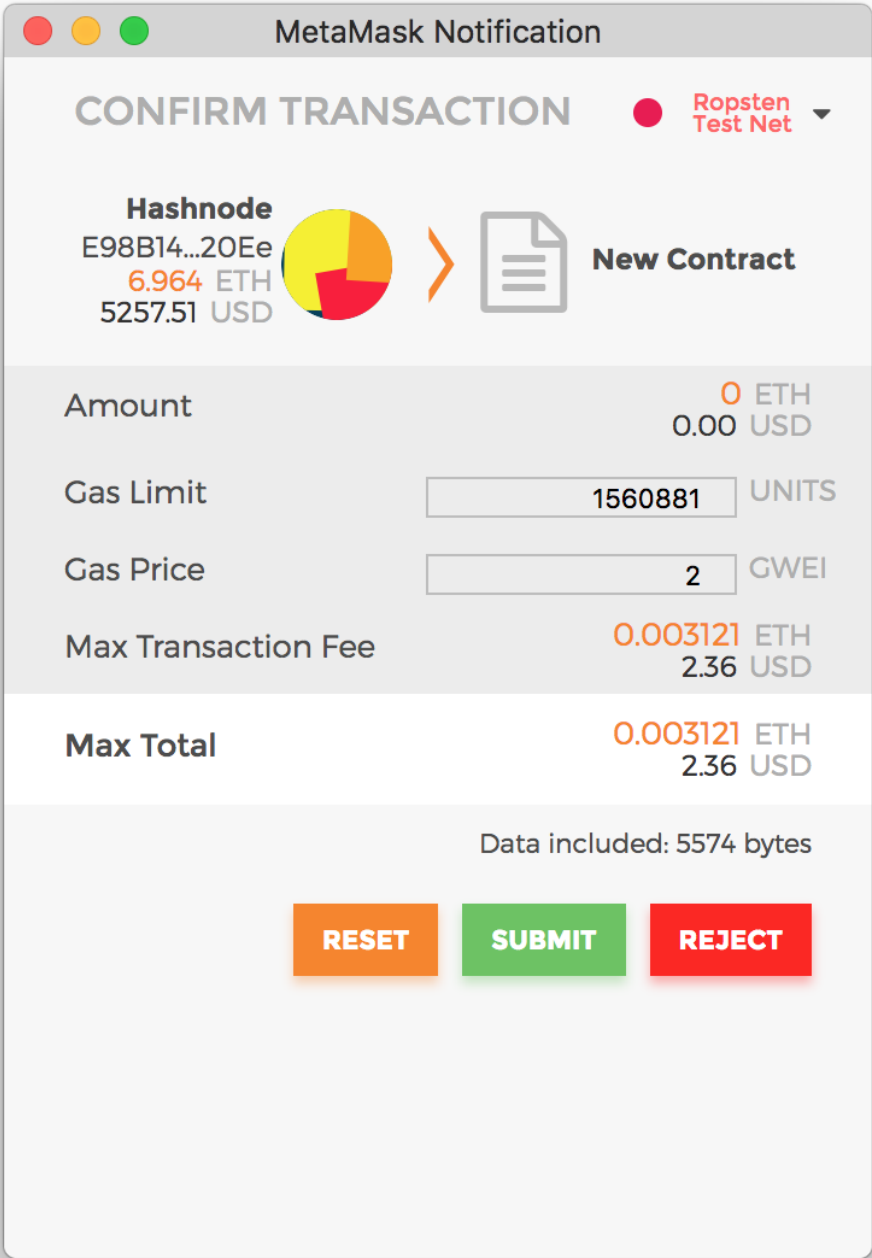 MetaMask Notification
CONFIRM TRANSACTION
Ropsten
Test Net
Hashnode
E98B14...20Ee
6.964 ETH
5257.51 USD
New Contract
Amount
0 ETH
0.00 USD
Gas Limit
1560881 UNITS
Gas Price
2 GWEI
Max Transaction Fee
0.003121 ETH
2.36 USD
Max Total
0.003121 ETH
2.36 USD
Data included: 5574 bytes
RESET SUBMIT REJECT